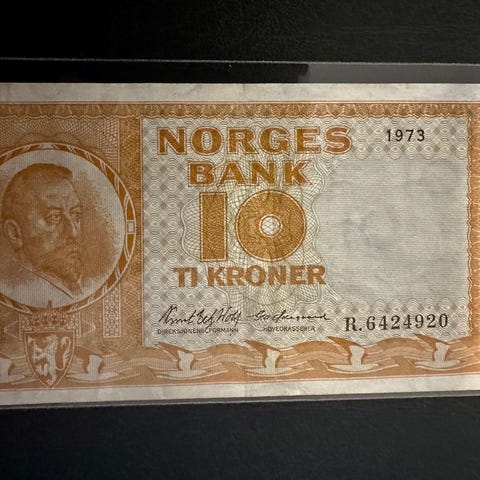 NORGES 1973
BANK
10
TI KRONER
DIREKSJONENS FORMANN HOVEDKASSERER
R.6424920